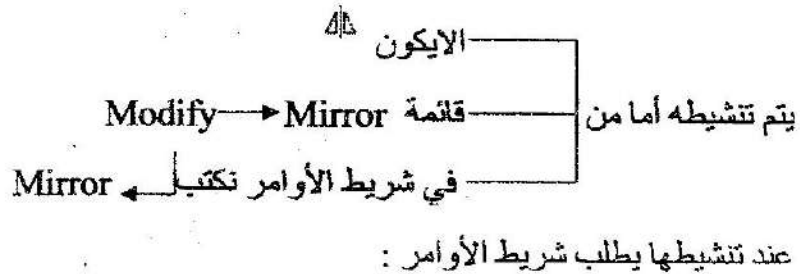 الايكون
يتم تنشيطه أما من قائمة Modify → Mirror
في شريط الأوامر نكتب Mirror
عند تنشيطها يطلب شريط الأوامر :